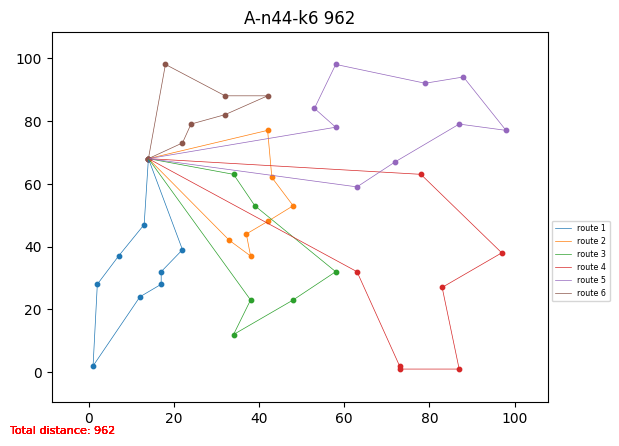 A-n44-k6 962
100
80
60
40
20
0
0 20 40 60 80 100
route 1
route 2
route 3
route 4
route 5
route 6
Total distance: 962